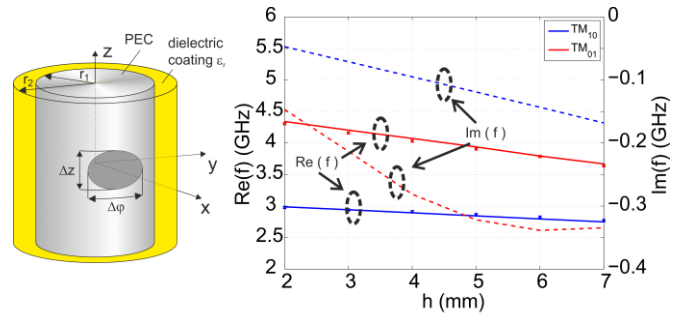 z
PEC
dielectric
coating εr
r1
r2
Δz
Δφ
y
x
Re(f) (GHz)
6
5.5
5
4.5
4
3.5
3
2.5
2
TM10
TM01
Re ( f )
Im ( f )
0
−0.1
−0.2
−0.3
−0.4
Im(f) (GHz)
2 3 4 5 6 7
h (mm)